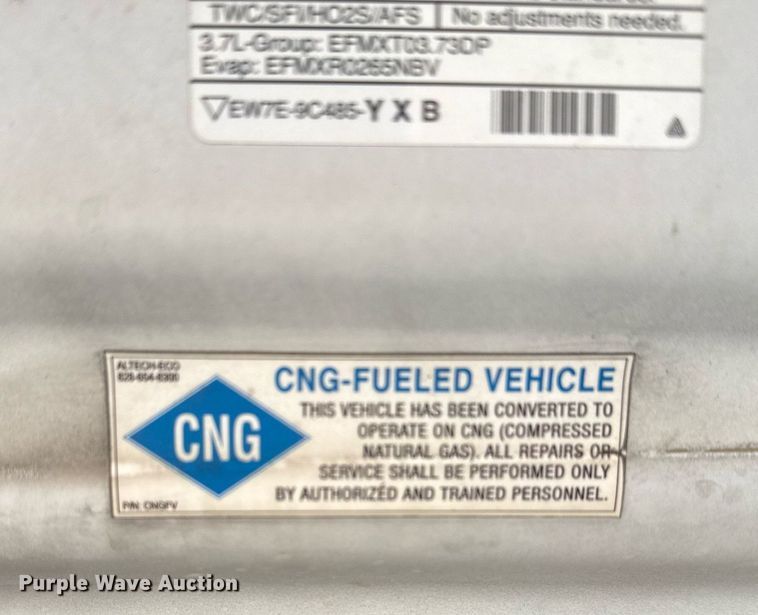 TWC/SFI/HO2S/AFS No adjustments needed.
3.7L-Group: EFMXT03.73DP
Evap: EFMXR0265NBV
EW7E-9C485-Y X B
CNG-FUELED VEHICLE
CNG
THIS VEHICLE HAS BEEN CONVERTED TO
OPERATE ON CNG (COMPRESSED
NATURAL GAS). ALL REPAIRS OR
SERVICE SHALL BE PERFORMED ONLY
BY AUTHORIZED AND TRAINED PERSONNEL.
P/N: CNGFV
Purple Wave Auction